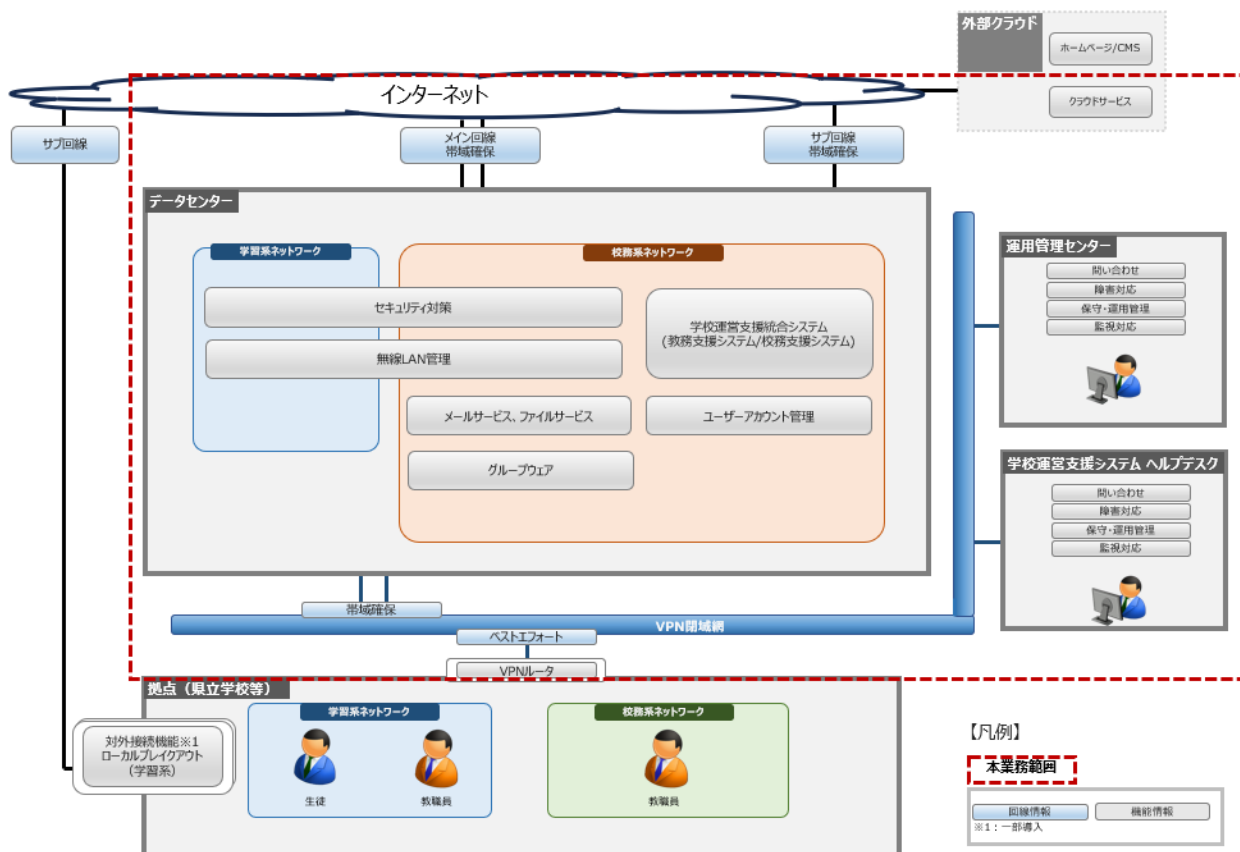 外部クラウド
ホームページ/CMS
クラウドサービス
インターネット
サブ回線
メイン回線
帯域確保
サブ回線
帯域確保
データセンター
学習系ネットワーク
校務系ネットワーク
セキュリティ対策
無線LAN管理
学校運営支援統合システム
(教務支援システム/校務支援システム)
メールサービス、ファイルサービス
ユーザーアカウント管理
グループウェア
運用管理センター
問い合わせ
障害対応
保守・運用管理
監視対応
学校運営支援システム ヘルプデスク
問い合わせ
障害対応
保守・運用管理
監視対応
帯域確保
VPN閉域網
ベストエフォート
VPNルータ
拠点（県立学校等）
対外接続機能※1
ローカルブレイクアウト
(学習系)
学習系ネットワーク
生徒
教職員
校務系ネットワーク
教職員
【凡例】
本業務範囲
回線情報
機能情報
※1：一部導入